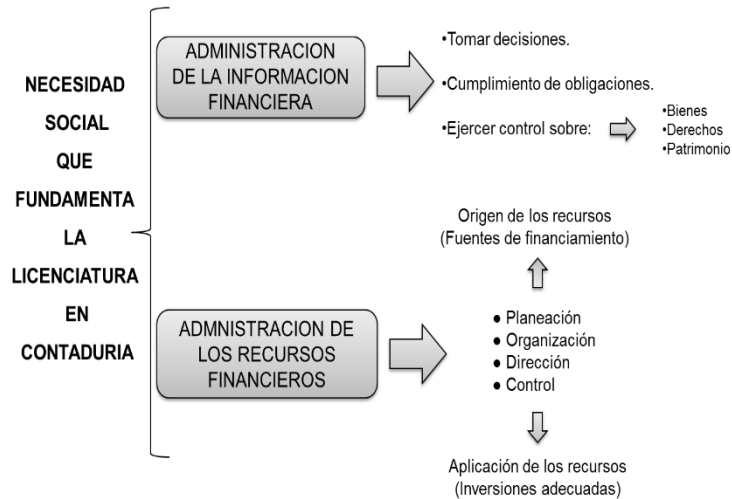 NECESIDAD
SOCIAL
QUE
FUNDAMENTA
LA
LICENCIATURA
EN
CONTADURIA
ADMINISTRACION
DE LA INFORMACION
FINANCIERA
•Tomar decisiones.
•Cumplimiento de obligaciones.
•Ejercer control sobre:
•Bienes
•Derechos
•Patrimonio
ADMNISTRACION DE
LOS RECURSOS
FINANCIEROS
Origen de los recursos
(Fuentes de financiamiento)
● Planeación
● Organización
● Dirección
● Control
Aplicación de los recursos
(Inversiones adecuadas)